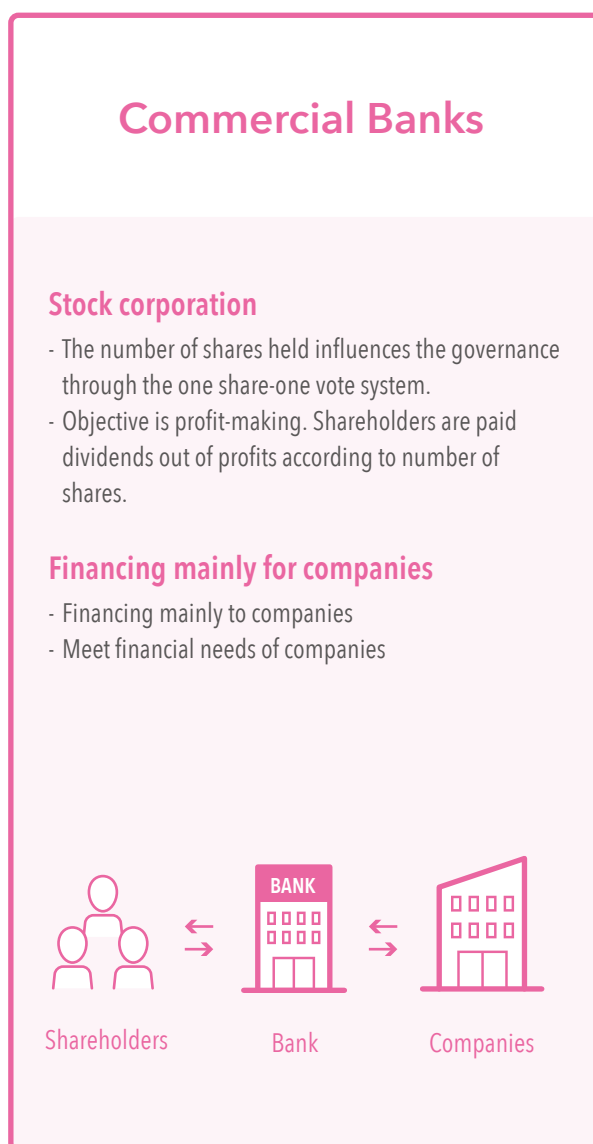 Commercial Banks
Stock corporation
- The number of shares held influences the governance
through the one share-one vote system.
- Objective is profit-making. Shareholders are paid
dividends out of profits according to number of
shares.
Financing mainly for companies
- Financing mainly to companies
- Meet financial needs of companies
BANK
Shareholders
Bank
Companies